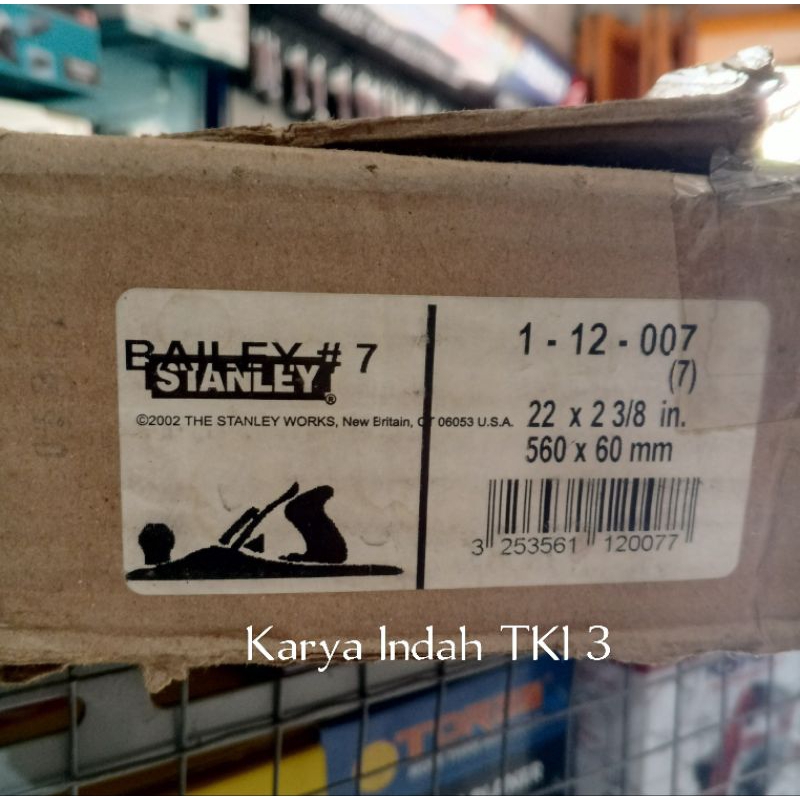 BAILEY # 7
STANLEY®
©2002 THE STANLEY WORKS, New Britain, CT 06053 U.S.A.
1 - 12 - 007
(7)
22 x 2 3/8 in.
560 x 60 mm
3 253561 120077
Karya Indah TKI 3